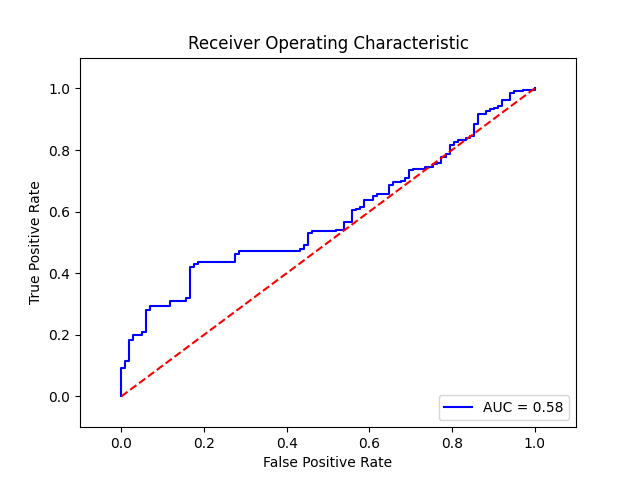 Receiver Operating Characteristic
True Positive Rate
1.0
0.8
0.6
0.4
0.2
0.0
AUC = 0.58
0.0 0.2 0.4 0.6 0.8 1.0
False Positive Rate